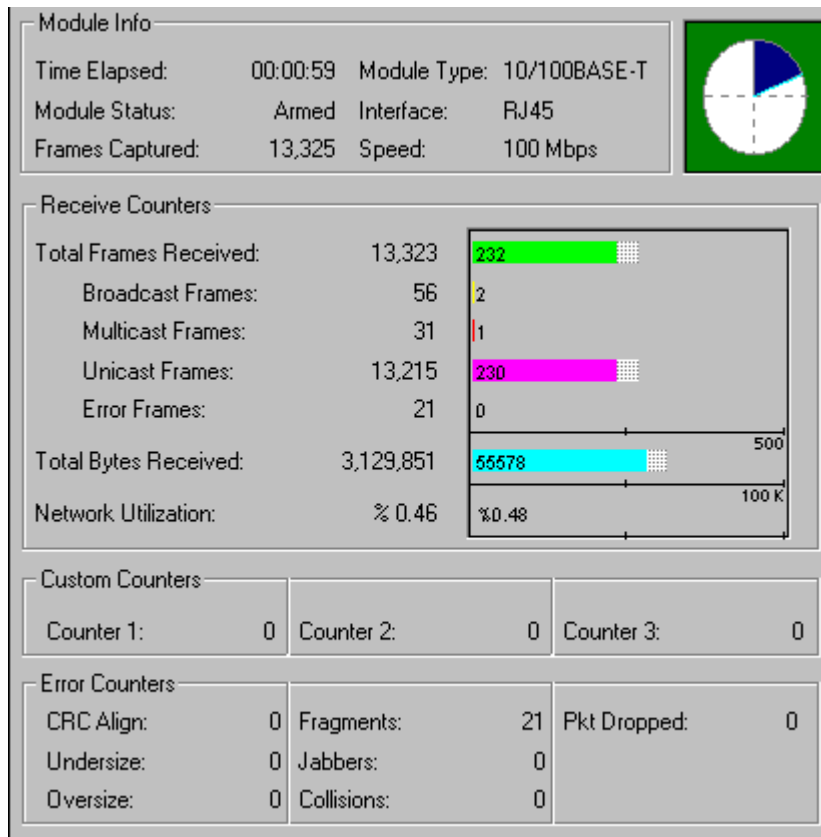 Module Info
Time Elapsed: 00:00:59 Module Type: 10/100BASE-T
Module Status: Armed Interface: RJ45
Frames Captured: 13,325 Speed: 100 Mbps
Receive Counters
Total Frames Received: 13,323 232
Broadcast Frames: 56 2
Multicast Frames: 31 1
Unicast Frames: 13,215 230
Error Frames: 21 0
500
Total Bytes Received: 3,129,851 55578
100 K
Network Utilization: % 0.46 %0.48
Custom Counters
Counter 1: 0 Counter 2: 0 Counter 3: 0
Error Counters
CRC Align: 0 Fragments: 21 Pkt Dropped: 0
Undersize: 0 Jabbers: 0
Oversize: 0 Collisions: 0